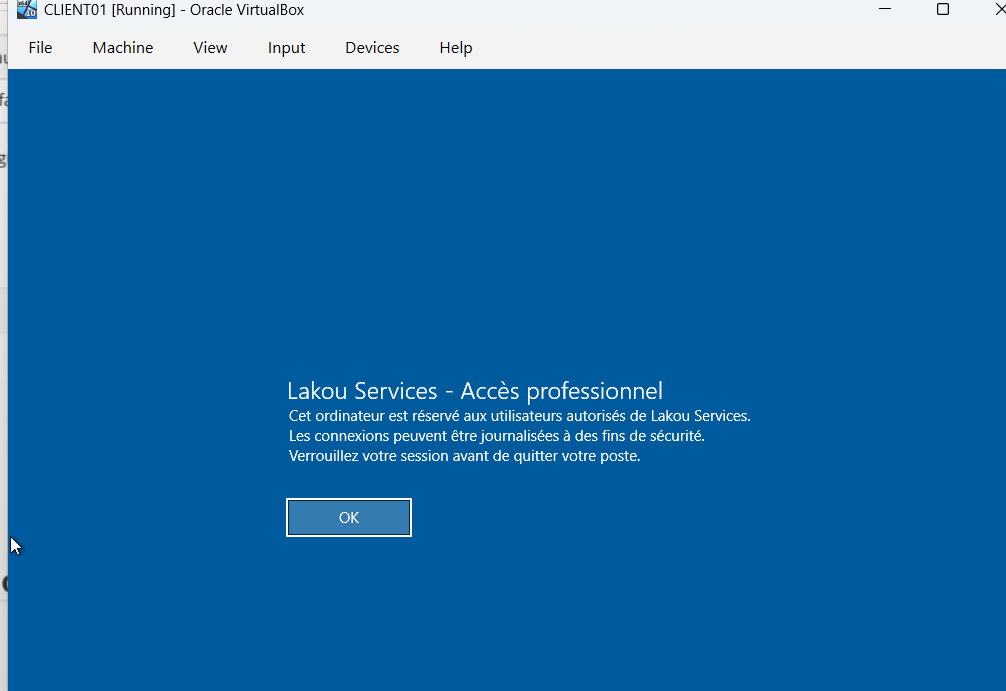 CLIENT01 [Running] - Oracle VirtualBox
File Machine View Input Devices Help
Lakou Services - Accès professionnel
Cet ordinateur est réservé aux utilisateurs autorisés de Lakou Services.
Les connexions peuvent être journalisées à des fins de sécurité.
Verrouillez votre session avant de quitter votre poste.
OK